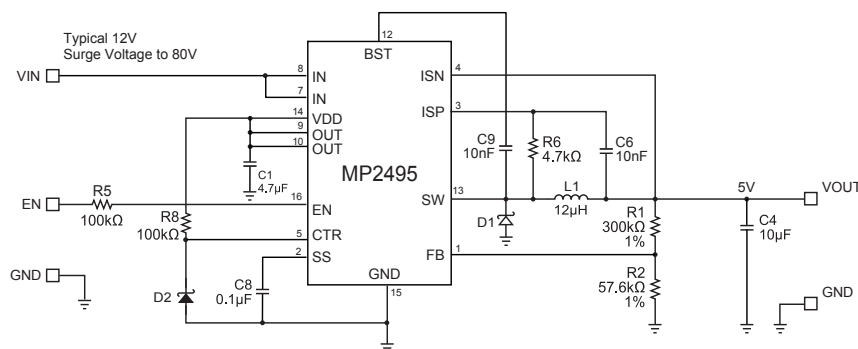 Typical 12V
Surge Voltage to 80V
12
BST
VIN
8
IN
7
IN
14
VDD
9
OUT
10
OUT
C1
4.7µF
MP2495
4
ISN
3
ISP
C9
10nF
R6
4.7kΩ
C6
10nF
EN
R5
100kΩ
16
EN
R8
100kΩ
5
CTR
2
SS
13
SW
L1
12µH
D1
5V
VOUT
R1
300kΩ
1%
C4
10µF
1
FB
GND
D2
C8
0.1µF
GND
15
R2
57.6kΩ
1%
GND